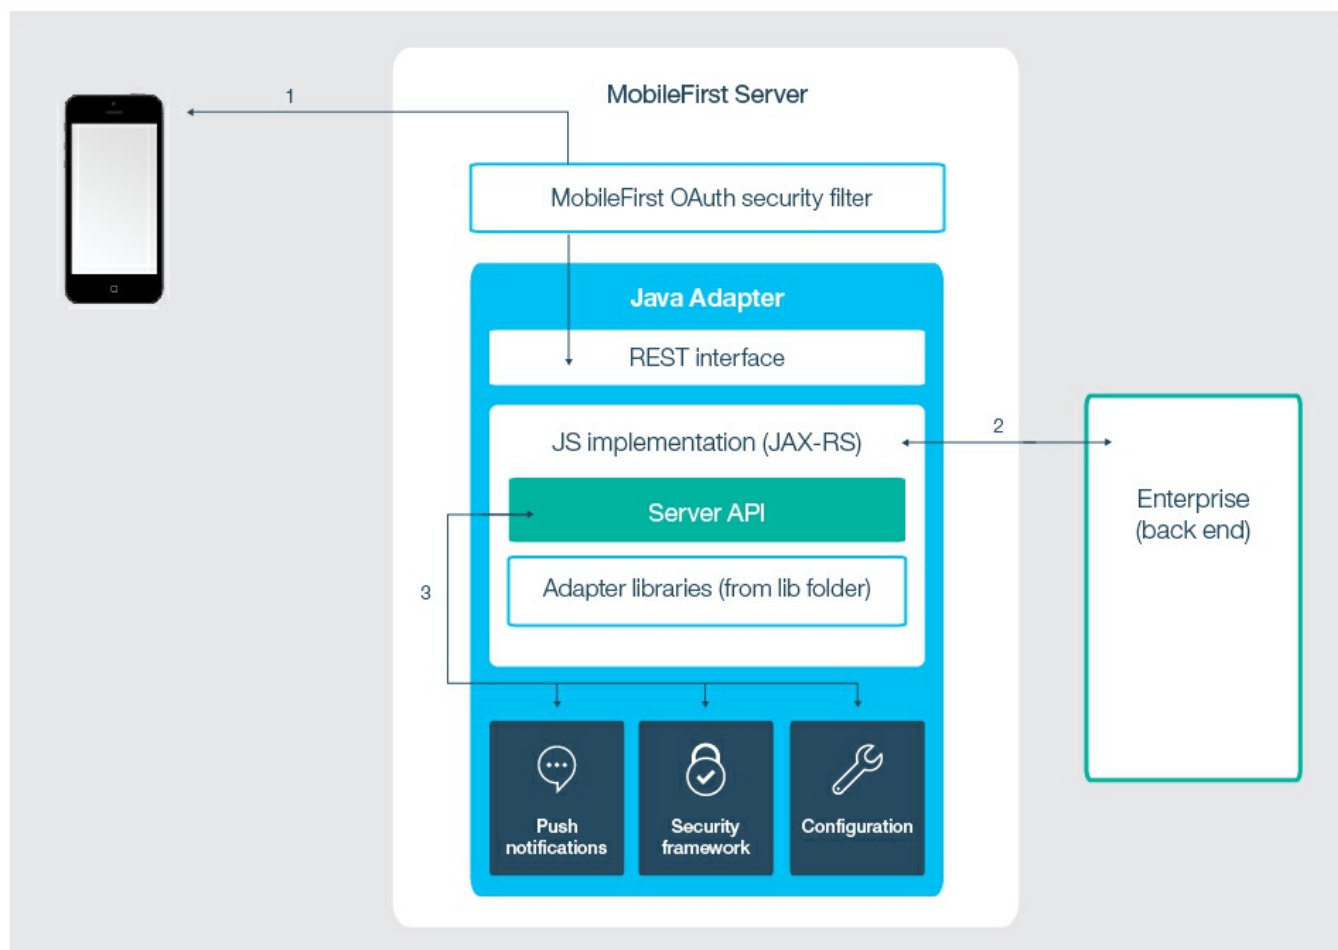 1
MobileFirst Server
MobileFirst OAuth security filter
Java Adapter
REST interface
JS implementation (JAX-RS)
2
Server API
Enterprise
(back end)
3
Adapter libraries (from lib folder)
Push
notifications
Security
framework
Configuration